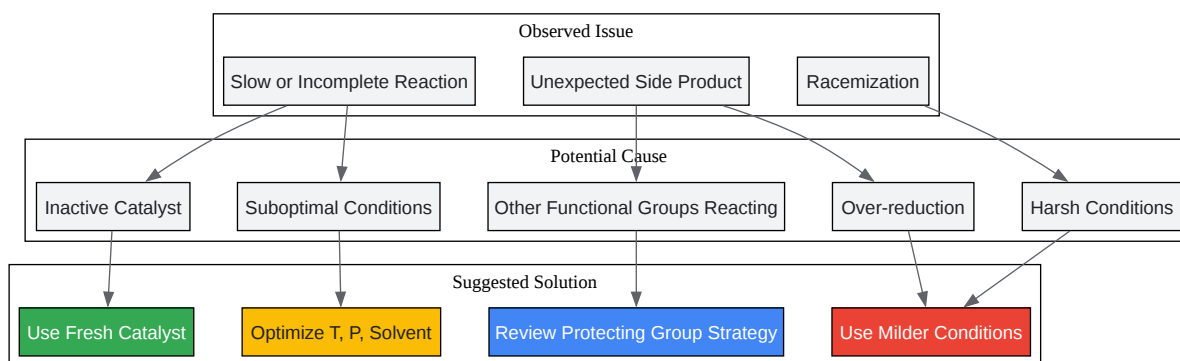 Observed Issue
Slow or Incomplete Reaction
Unexpected Side Product
Racemization
Potential Cause
Inactive Catalyst
Suboptimal Conditions
Other Functional Groups Reacting
Over-reduction
Harsh Conditions
Suggested Solution
Use Fresh Catalyst
Optimize T, P, Solvent
Review Protecting Group Strategy
Use Milder Conditions